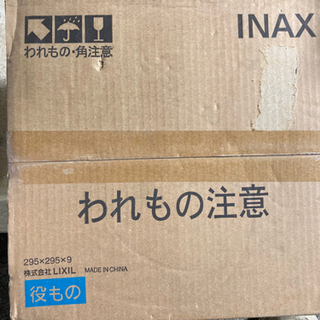 INAX
われもの・角注意
われもの注意
295×295×9
株式会社 LIXIL MADE IN CHINA
役もの